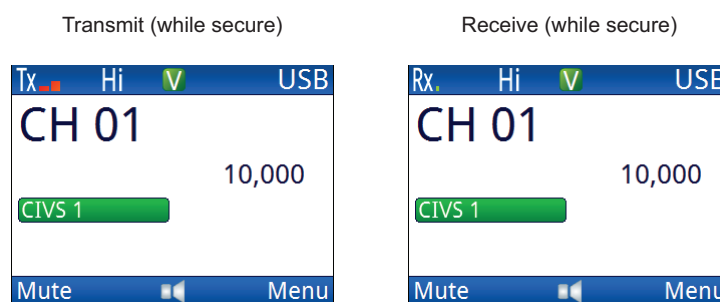 Transmit (while secure)
Tx Hi V USB
CH 01
10,000
CIVS 1
Mute Menu
Receive (while secure)
Rx Hi V USB
CH 01
10,000
CIVS 1
Mute Menu